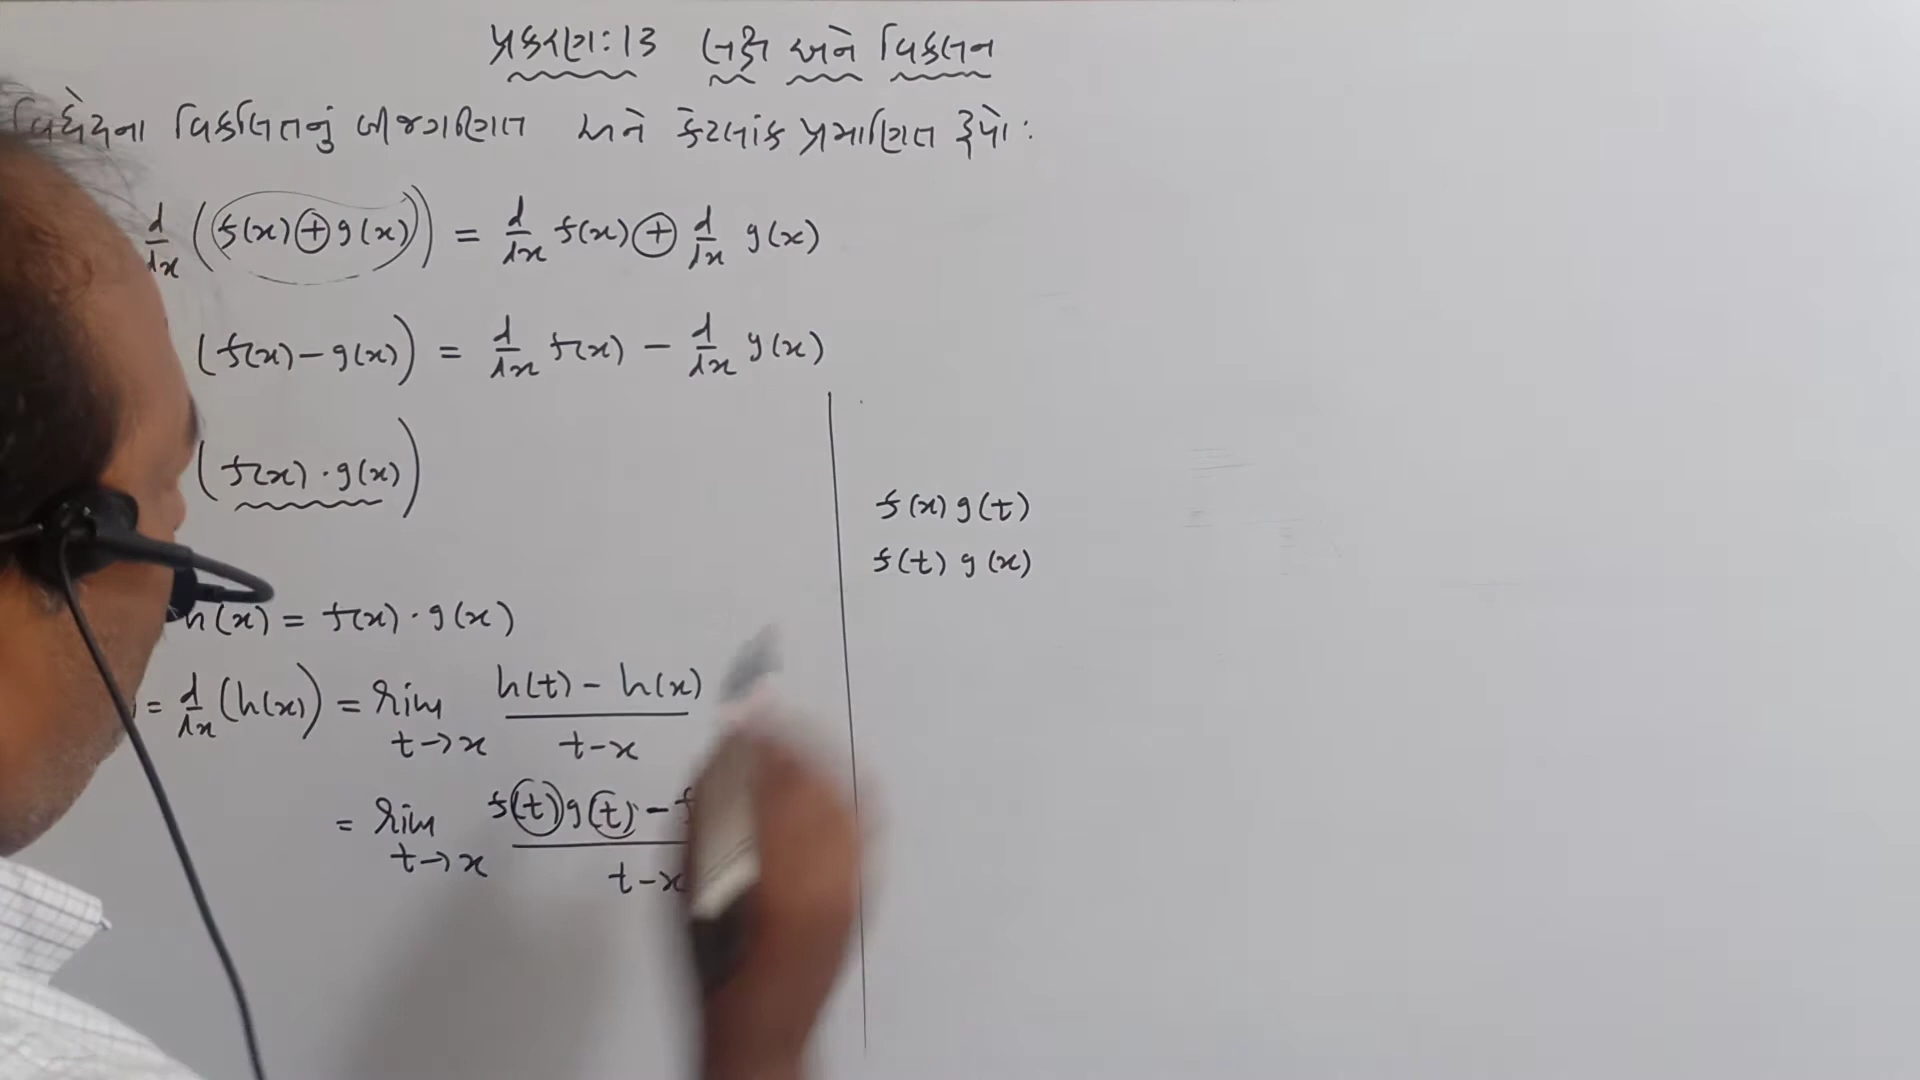 પ્રકરણ:13 લક્ષ અને વિકલન
વિધેયના વિકલિતનું બીજગણિત અને કેટલાંક પ્રમાણિત રૂપો:
d/dx (f(x)+g(x)) = d/dx f(x) + d/dx g(x)
(f(x)-g(x)) = d/dx f(x) - d/dx g(x)
(f(x)·g(x))
h(x) = f(x)·g(x)
= d/dx (h(x)) = lim t→x h(t)-h(x) / t-x
= lim t→x f(t)g(t) - f / t-x
f(x)g(t)
f(t)g(x)